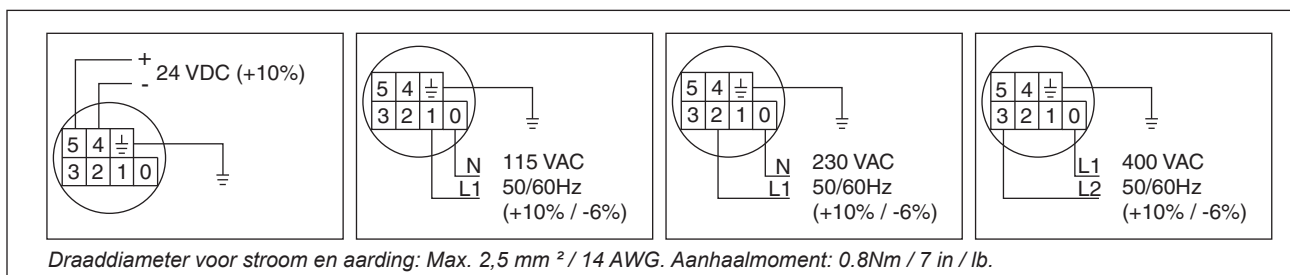 +
24 VDC (+10%)
-
5 4
3 2 1 0
5 4
3 2 1 0
N 115 VAC
L1 50/60Hz
(+10% / -6%)
5 4
3 2 1 0
N 230 VAC
L1 50/60Hz
(+10% / -6%)
5 4
3 2 1 0
L1 400 VAC
L2 50/60Hz
(+10% / -6%)
Draaddiameter voor stroom en aarding: Max. 2,5 mm ² / 14 AWG. Aanhaalmoment: 0.8Nm / 7 in / lb.